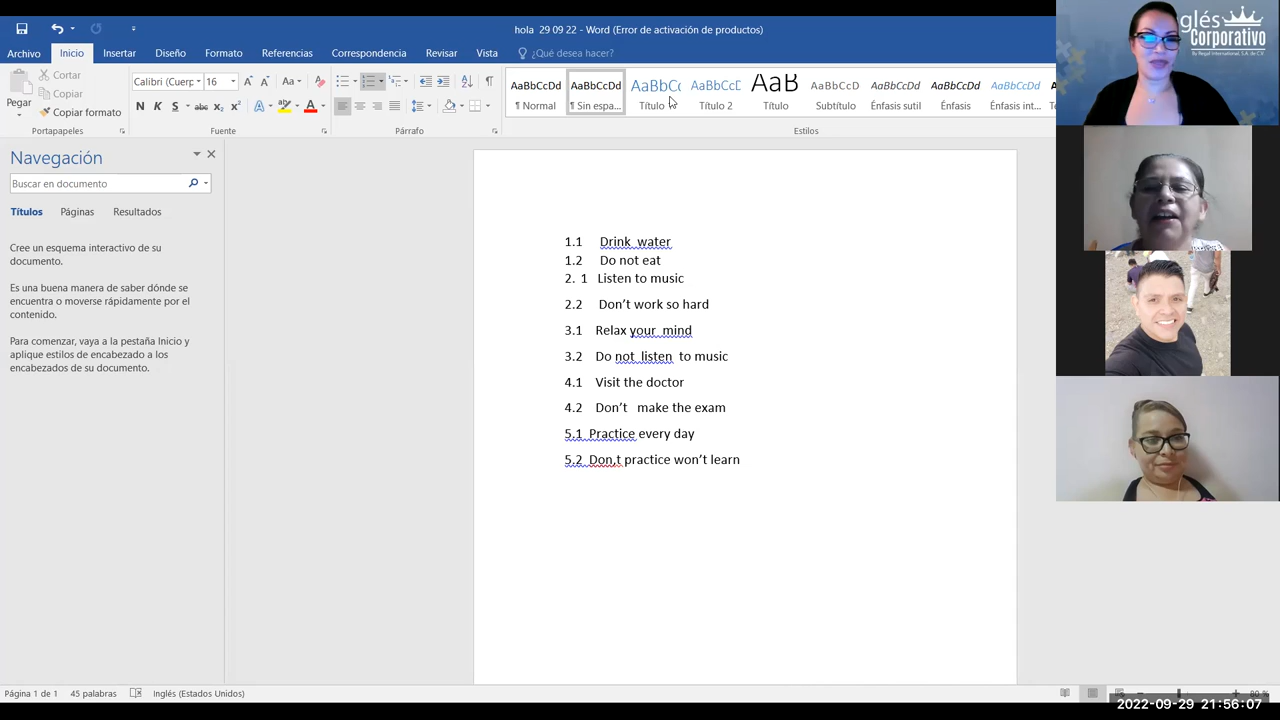 hola 29 09 22 - Word (Error de activación de productos)
Archivo Inicio Insertar Diseño Formato Referencias Correspondencia Revisar Vista ¿Qué desea hacer?
Pegar
Cortar
Copiar
Copiar formato
Calibri (Cuerp 16
N K S abc
AaBbCcDd AaBbCcDd AaBbCc AaBbCcD AaB AaBbCcD AaBbCcDd AaBbCcDd AaBbCcDd
¶ Normal ¶ Sin espa... Título Título 2 Título Subtítulo Énfasis sutil Énfasis Énfasis int...
Portapapeles Fuente Párrafo Estilos
Navegación
Buscar en documento
Títulos Páginas Resultados
Cree un esquema interactivo de su
documento.
Es una buena manera de saber dónde se
encuentra o moverse rápidamente por el
contenido.
Para comenzar, vaya a la pestaña Inicio y
aplique estilos de encabezado a los
encabezados de su documento.
1.1 Drink water
1.2 Do not eat
2. 1 Listen to music
2.2 Don’t work so hard
3.1 Relax your mind
3.2 Do not listen to music
4.1 Visit the doctor
4.2 Don’t make the exam
5.1 Practice every day
5.2 Don,t practice won’t learn
glés
Corporativo
By Regal International, S.A. de C.V.
Página 1 de 1 45 palabras Inglés (Estados Unidos) 80 %
2022-09-29 21:56:07